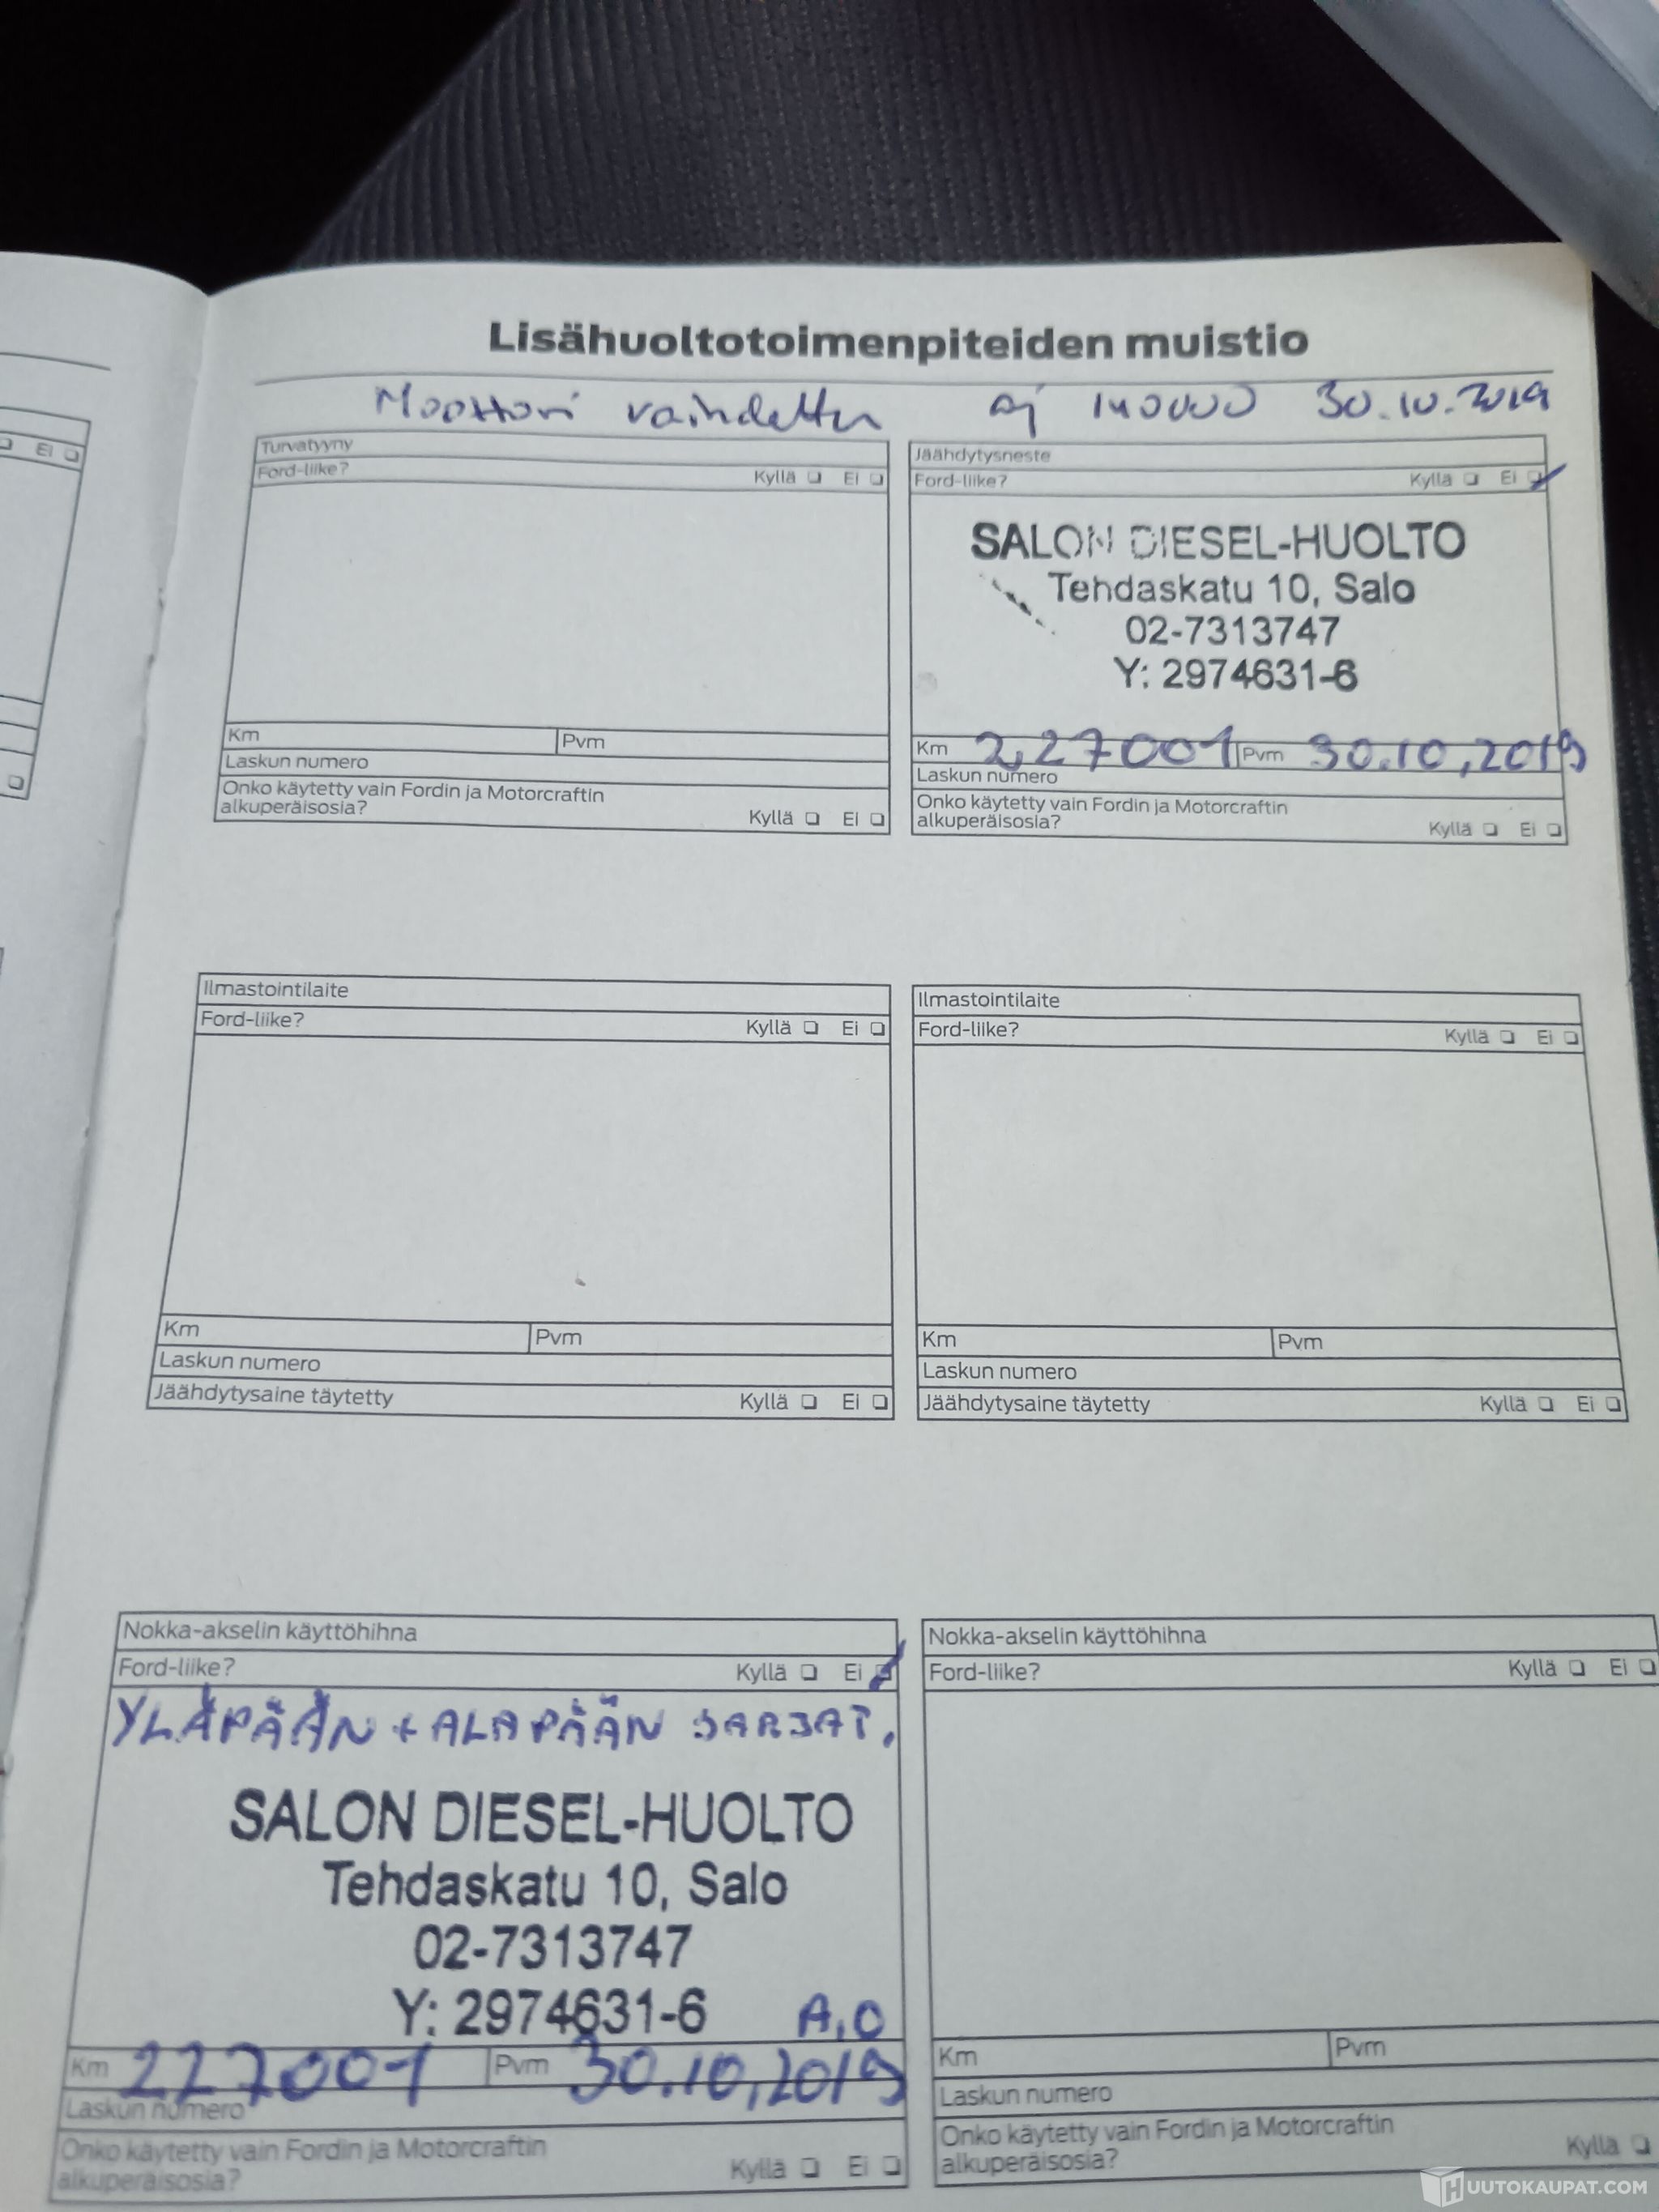 Ei
Lisähuoltotoimenpiteiden muistio
Moottori vaihdettu aj 140000 30.10.2019
Turvatyyny
Ford-liike? Kyllä Ei
Km Pvm
Laskun numero
Onko käytetty vain Fordin ja Motorcraftin
alkuperäisosia? Kyllä Ei
Jäähdytysneste
Ford-liike? Kyllä Ei
SALON DIESEL-HUOLTO
Tehdaskatu 10, Salo
02-7313747
Y: 2974631-6
Km 227001 Pvm 30.10,2019
Laskun numero
Onko käytetty vain Fordin ja Motorcraftin
alkuperäisosia? Kyllä Ei
Ilmastointilaite
Ford-liike? Kyllä Ei
Km Pvm
Laskun numero
Jäähdytysaine täytetty Kyllä Ei
Ilmastointilaite
Ford-liike? Kyllä Ei
Km Pvm
Laskun numero
Jäähdytysaine täytetty Kyllä Ei
Nokka-akselin käyttöhihna
Ford-liike? Kyllä Ei
YLÄPÄÄN + ALAPÄÄN SARJAT.
SALON DIESEL-HUOLTO
Tehdaskatu 10, Salo
02-7313747
Y: 2974631-6 A.O
Km 227001 Pvm 30.10,2019
Laskun numero
Onko käytetty vain Fordin ja Motorcraftin
alkuperäisosia? Kyllä Ei
Nokka-akselin käyttöhihna
Ford-liike? Kyllä Ei
Km Pvm
Laskun numero
Onko käytetty vain Fordin ja Motorcraftin
alkuperäisosia? Kyllä
HUUTOKAUPAT.COM